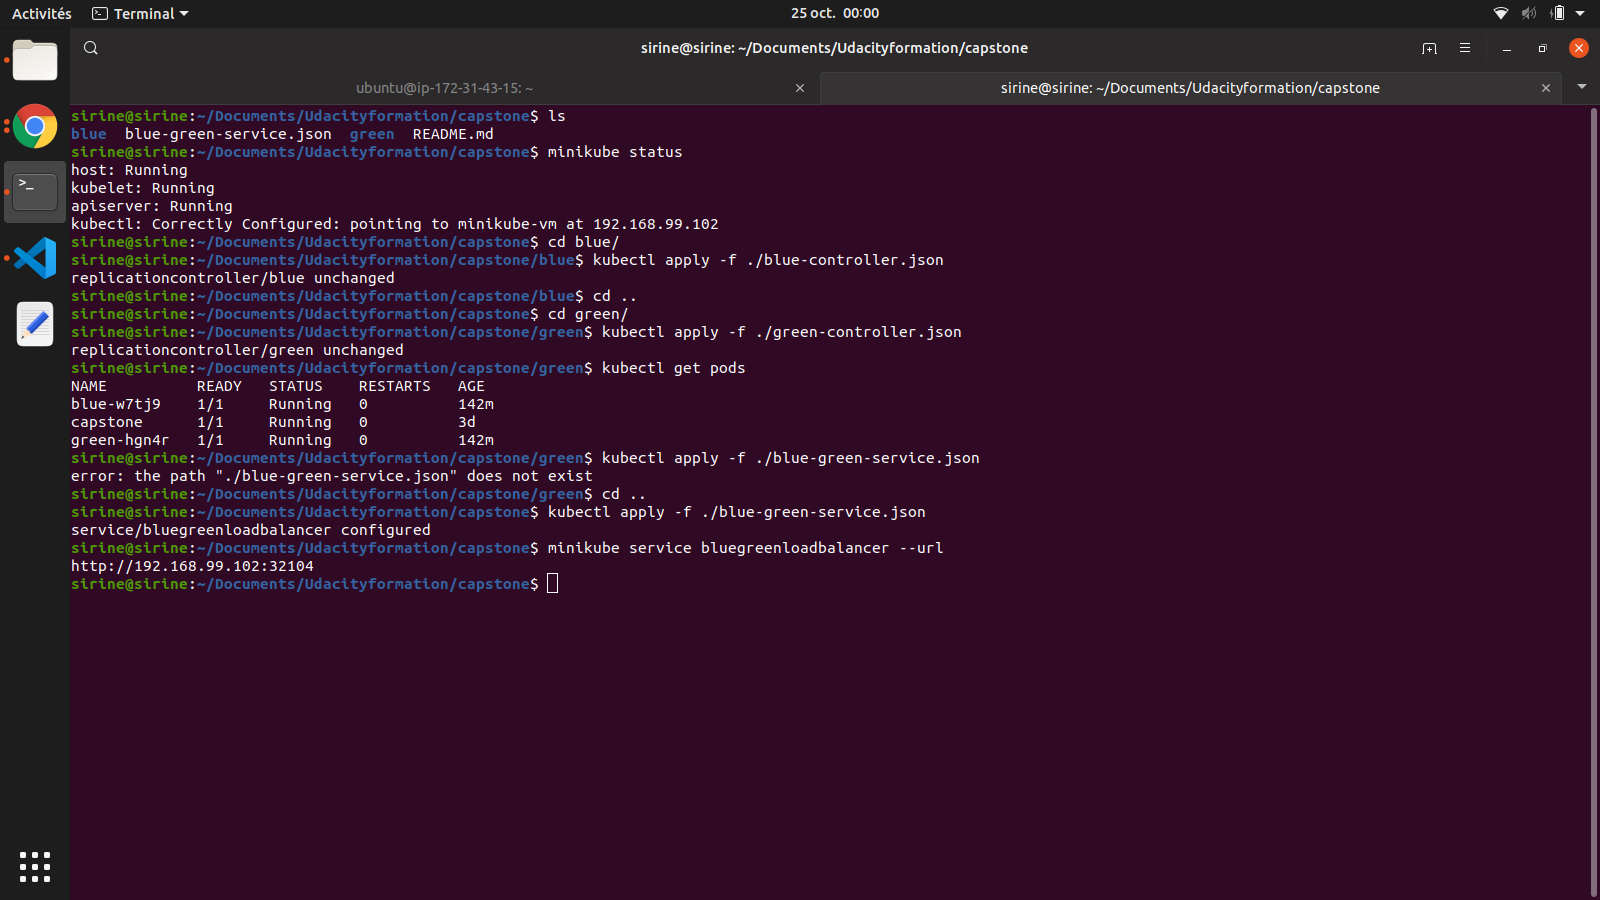 Activités Terminal 25 oct. 00:00
sirine@sirine: ~/Documents/Udacityformation/capstone
ubuntu@ip-172-31-43-15: ~ sirine@sirine: ~/Documents/Udacityformation/capstone
sirine@sirine:~/Documents/Udacityformation/capstone$ ls
blue blue-green-service.json green README.md
sirine@sirine:~/Documents/Udacityformation/capstone$ minikube status
host: Running
kubelet: Running
apiserver: Running
kubectl: Correctly Configured: pointing to minikube-vm at 192.168.99.102
sirine@sirine:~/Documents/Udacityformation/capstone$ cd blue/
sirine@sirine:~/Documents/Udacityformation/capstone/blue$ kubectl apply -f ./blue-controller.json
replicationcontroller/blue unchanged
sirine@sirine:~/Documents/Udacityformation/capstone/blue$ cd ..
sirine@sirine:~/Documents/Udacityformation/capstone$ cd green/
sirine@sirine:~/Documents/Udacityformation/capstone/green$ kubectl apply -f ./green-controller.json
replicationcontroller/green unchanged
sirine@sirine:~/Documents/Udacityformation/capstone/green$ kubectl get pods
NAME READY STATUS RESTARTS AGE
blue-w7tj9 1/1 Running 0 142m
capstone 1/1 Running 0 3d
green-hgn4r 1/1 Running 0 142m
sirine@sirine:~/Documents/Udacityformation/capstone/green$ kubectl apply -f ./blue-green-service.json
error: the path "./blue-green-service.json" does not exist
sirine@sirine:~/Documents/Udacityformation/capstone/green$ cd ..
sirine@sirine:~/Documents/Udacityformation/capstone$ kubectl apply -f ./blue-green-service.json
service/bluegreenloadbalancer configured
sirine@sirine:~/Documents/Udacityformation/capstone$ minikube service bluegreenloadbalancer --url
http://192.168.99.102:32104
sirine@sirine:~/Documents/Udacityformation/capstone$